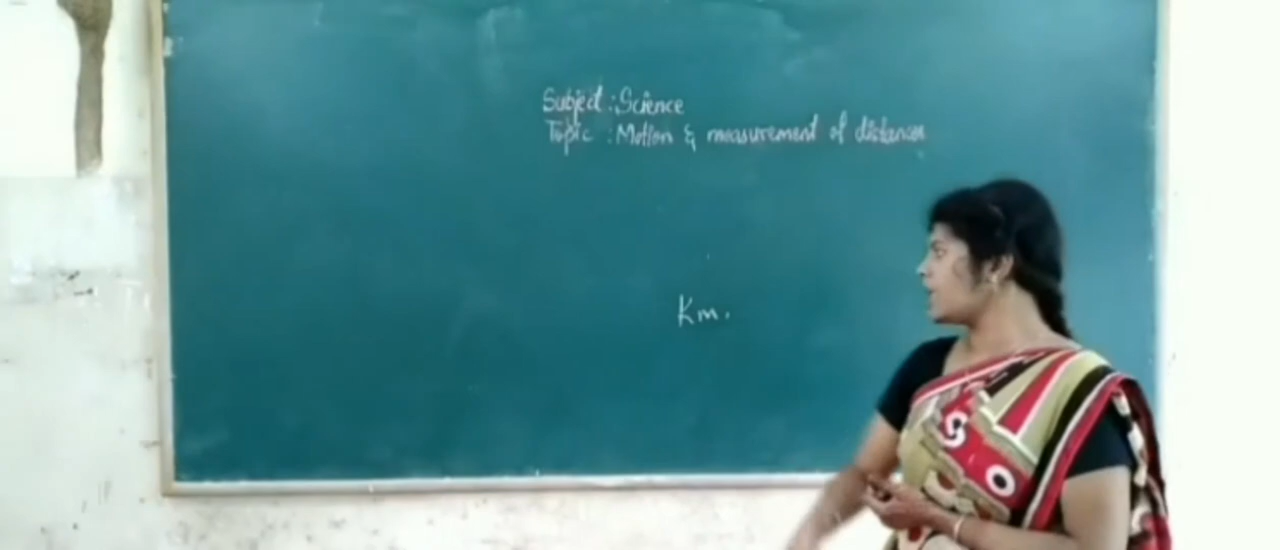 Subject : Science
Topic : Motion & measurement of distances
Km.